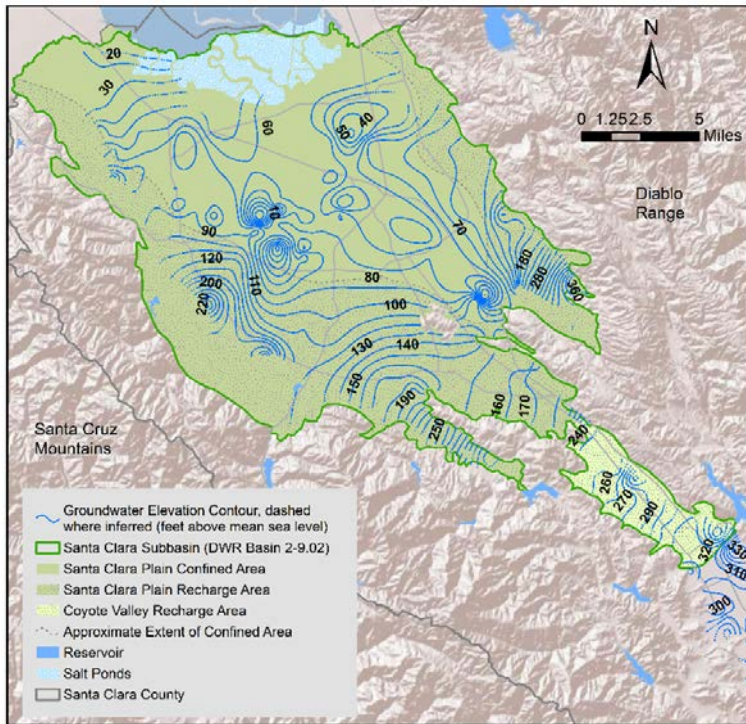 N
0 1.25 2.5 5
Miles
Diablo
Range
20
30
60
40
50
10
70
90
120
200
220
110
80
100
180
280
360
130
140
150
190
250
160
170
240
260
270
290
320
330
310
300
Santa Cruz
Mountains
Groundwater Elevation Contour, dashed
where inferred (feet above mean sea level)
Santa Clara Subbasin (DWR Basin 2-9.02)
Santa Clara Plain Confined Area
Santa Clara Plain Recharge Area
Coyote Valley Recharge Area
Approximate Extent of Confined Area
Reservoir
Salt Ponds
Santa Clara County